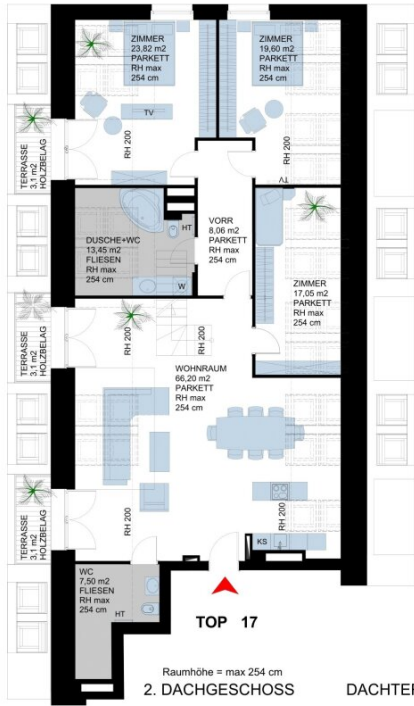 ZIMMER
23,82 m2
PARKETT
RH max
254 cm
ZIMMER
19,60 m2
PARKETT
RH max
254 cm
TV
RH 200
RH 200
TV
TERRASSE
3,1 m2
HOLZBELAG
DUSCHE+WC
13,45 m2
FLIESEN
RH max
254 cm
HT
W
VORR
8,06 m2
PARKETT
RH max
254 cm
ZIMMER
17,05 m2
PARKETT
RH max
254 cm
TERRASSE
3,1 m2
HOLZBELAG
RH 200
RH 200
WOHNRAUM
66,20 m2
PARKETT
RH max
254 cm
TERRASSE
3,1 m2
HOLZBELAG
RH 200
RH 200
KS
WC
7,50 m2
FLIESEN
RH max
254 cm
HT
TOP 17
Raumhöhe = max 254 cm
2. DACHGESCHOSS
DACHTER